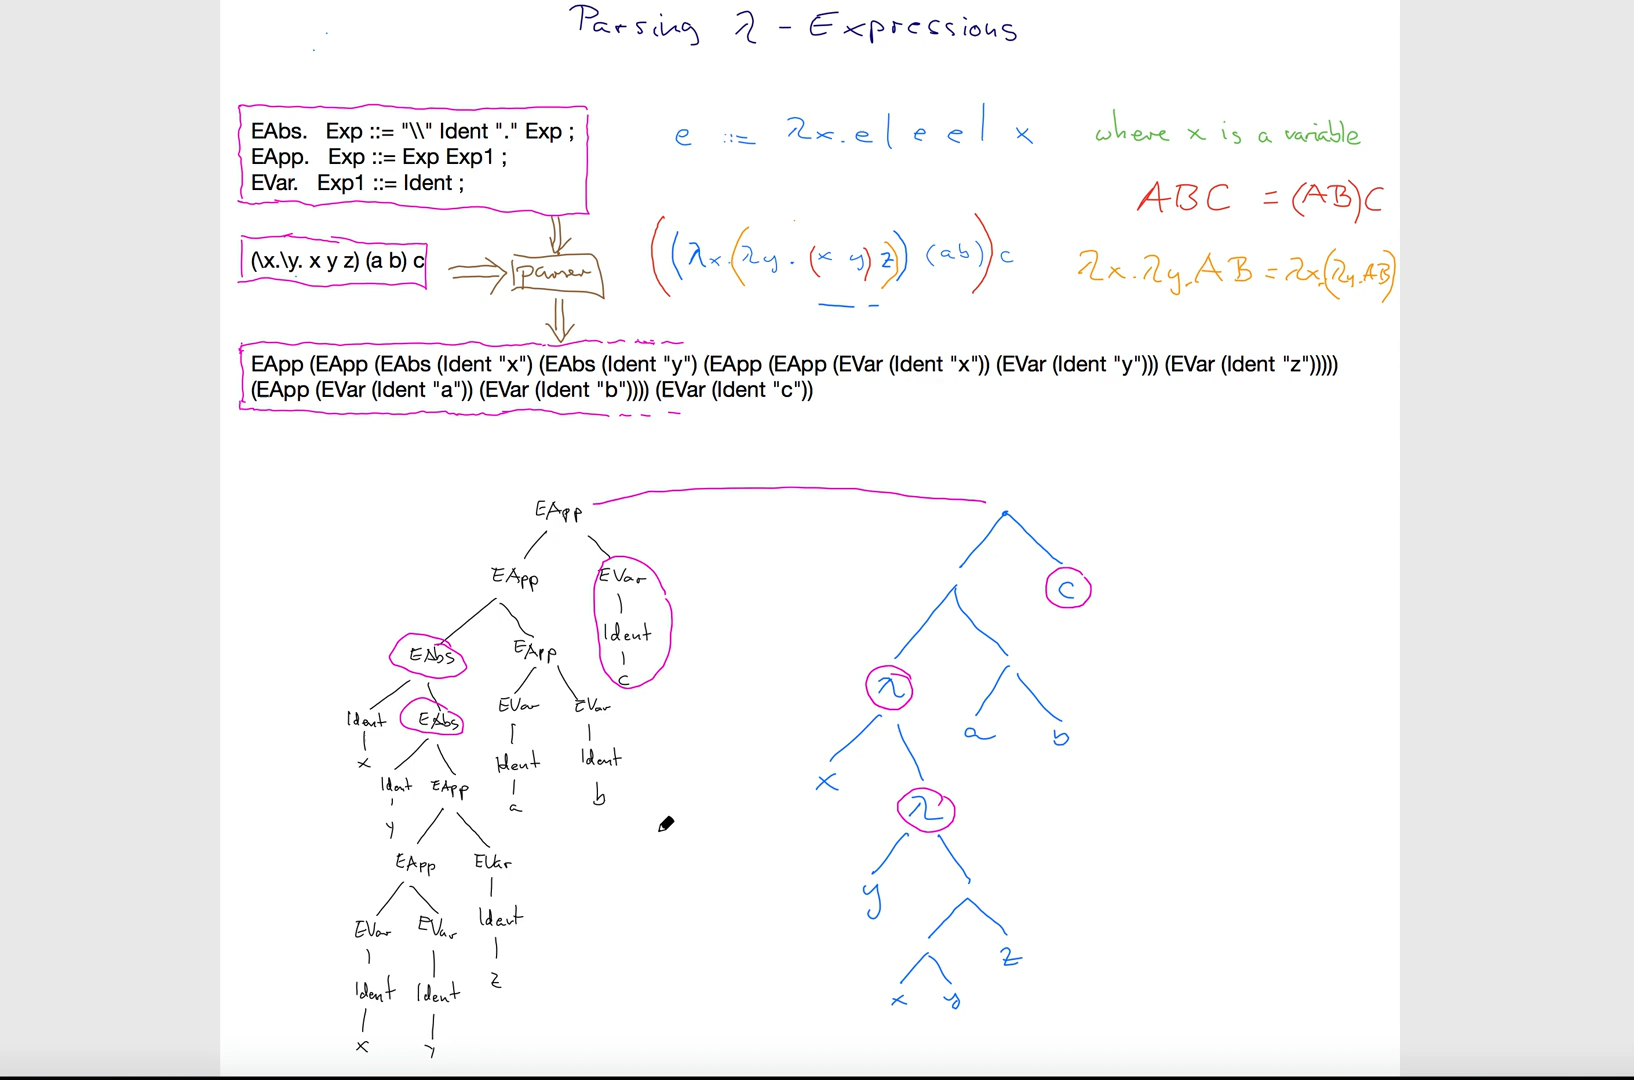 Parsing λ - Expressions
EAbs. Exp ::= "\\" Ident "." Exp ;
EApp. Exp ::= Exp Exp1 ;
EVar. Exp1 ::= Ident ;
e ::= λx.e | e e | x where x is a variable
ABC = (AB)C
(\x.\y. x y z) (a b) c
parser
((λx.(λy.(x y) z)) (ab)) c
λx.λy.AB = λx.(λy.AB)
EApp (EApp (EAbs (Ident "x") (EAbs (Ident "y") (EApp (EApp (EVar (Ident "x")) (EVar (Ident "y"))) (EVar (Ident "z")))))
(EApp (EVar (Ident "a")) (EVar (Ident "b")))) (EVar (Ident "c"))
EApp
EApp EVar
Ident
c
EAbs EApp
Ident EAbs EVar EVar
x
Ident Ident
a b
Ident EApp
y
EApp EVar
Ident
z
EVar EVar
Ident Ident
x y
c
λ
a b
x
λ
y
z
x y